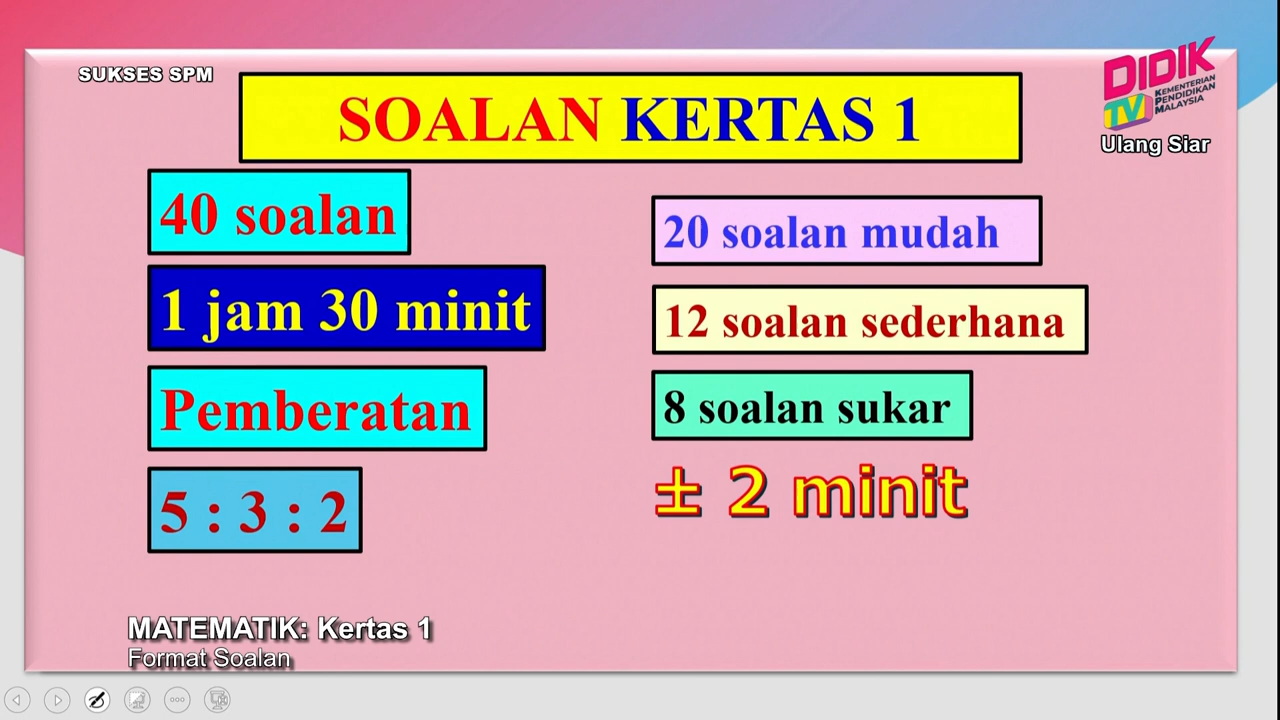 SUKSES SPM
SOALAN KERTAS 1
DIDIK
TV
KEMENTERIAN
PENDIDIKAN
MALAYSIA
Ulang Siar
40 soalan
1 jam 30 minit
Pemberatan
5 : 3 : 2
20 soalan mudah
12 soalan sederhana
8 soalan sukar
± 2 minit
MATEMATIK: Kertas 1
Format Soalan